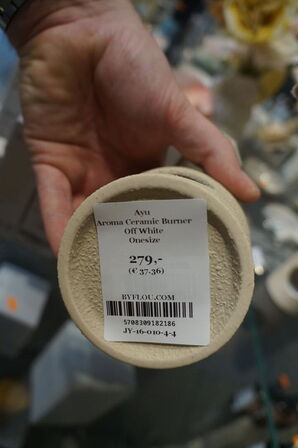 Ayu
Aroma Ceramic Burner
Off White
Onesize
279,-
(€ 37.36)
BYFLOU.COM
5708309182186
JY-16-010-4-4